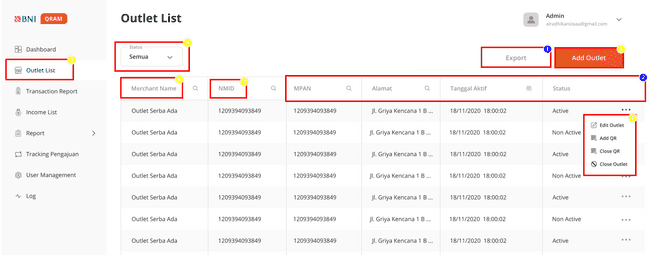 BNI QRAM
Dashboard
Outlet List
Transaction Report
Income List
Report
Tracking Pengajuan
User Management
Log
Outlet List
Admin
Status
Semua
Export
Add Outlet
Merchant Name NMID MPAN Alamat Tanggal Aktif Status
Outlet Serba Ada 1209394093849 1209394093849 Jl. Griya Kencana 1 B ... 18/11/2020 18:00:02 Active ...
Outlet Serba Ada 1209394093849 1209394093849 Jl. Griya Kencana 1 B ... 18/11/2020 18:00:02 Non Active
Outlet Serba Ada 1209394093849 1209394093849 Jl. Griya Kencana 1 B ... 18/11/2020 18:00:02 Active
Outlet Serba Ada 1209394093849 1209394093849 Jl. Griya Kencana 1 B ... 18/11/2020 18:00:02 Non Active ...
Outlet Serba Ada 1209394093849 1209394093849 Jl. Griya Kencana 1 B ... 18/11/2020 18:00:02 Active ...
Outlet Serba Ada 1209394093849 1209394093849 Jl. Griya Kencana 1 B ... 18/11/2020 18:00:02 Non Active ...
Outlet Serba Ada 1209394093849 1209394093849 Jl. Griya Kencana 1 B ... 18/11/2020 18:00:02 Active ...
Edit Outlet
Add QR
Close QR
Close Outlet
1
2